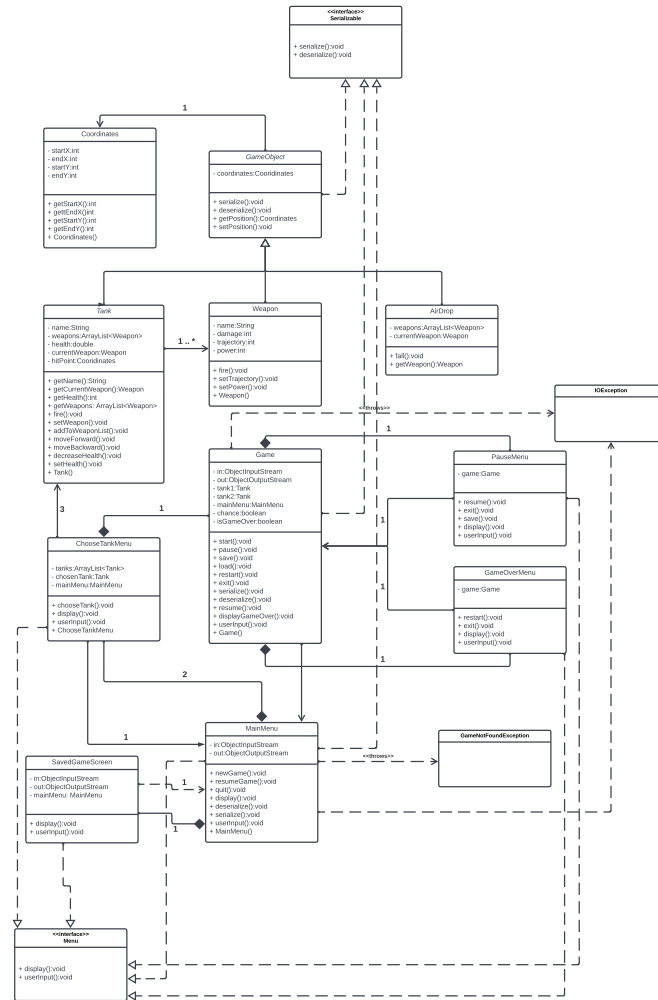 <<interface>>
Serializable
+ serialize():void
+ deserialize():void
1
Coordinates
- startX:int
- endX:int
- startY:int
- endY:int
+ getStartX():int
+ gettEndX()int
+ getStartY():int
+ getEndY():int
+ Cooridinates()
GameObject
- coordinates:Cooridinates
+ serialize():void
+ deserialize():void
+ getPosition():Coordinates
+ setPosition():void
Tank
- name:String
- weapons:ArrayList<Weapon>
- health:double
- currentWeapon:Weapon
- hitPoint:Cooridinates
+ getName():String
+ getCurrentWeapon():Weapon
+ getHealth():int
+ getWeapons: ArrayList<Weapon>
+ fire():void
+ setWeapon():void
+ addToWeaponList():void
+ moveForward():void
+ moveBackward():void
+ decreaseHealth():void
+ setHealth():void
+ Tank()
1 .. *
Weapon
- name:String
- damage:int
- trajectory:int
- power:int
+ fire():void
+ setTrajectory():void
+ setPower():void
+ Weapon()
AirDrop
- weapons:ArrayList<Weapon>
- currentWeapon:Weapon
+ fall():void
+ getWeapon():Weapon
IOException
<<throws>>
1
Game
- in:ObjectInputStream
- out:ObjectOutputStream
- tank1:Tank
- tank2:Tank
- mainMenu:MainMenu
- chance:boolean
- isGameOver:boolean
+ start():void
+ pause():void
+ save():void
+ load():void
+ restart():void
+ exit():void
+ serialize():void
+ deserialize():void
+ resume():void
+ displayGameOver():void
+ userInput():void
+ Game()
PauseMenu
- game:Game
+ resume():void
+ exit():void
+ save():void
+ display():void
+ userInput():void
3
1
1
ChooseTankMenu
- tanks:ArrayList<Tank>
- chosenTank:Tank
- mainMenu:MainMenu
+ chooseTank():void
+ display():void
+ userInput():void
+ ChooseTankMenu
GameOverMenu
- game:Game
+ restart():void
+ exit():void
+ display():void
+ userInput():void
1
1
2
1
MainMenu
- in:ObjectInputStream
- out:ObjectOutputStream
+ newGame():void
+ resumeGame():void
+ quit():void
+ display():void
+ deserialize():void
+ serialize():void
+ userInput():void
+ MainMenu()
<<throws>>
GameNotFoundException
SavedGameScreen
- in:ObjectInputStream
- out:ObjectOutputStream
- mainMenu: MainMenu
+ display():void
+ userInput():void
1
1
<<interface>>
Menu
+ display():void
+ userInput():void